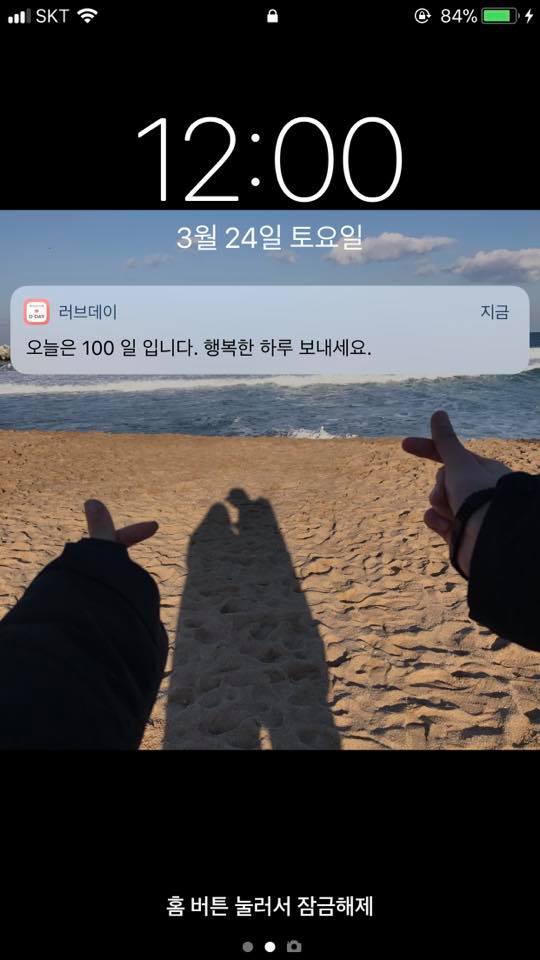 SKT 84%
12:00
3월 24일 토요일
러브데이 지금
오늘은 100 일 입니다. 행복한 하루 보내세요.
홈 버튼 눌러서 잠금해제